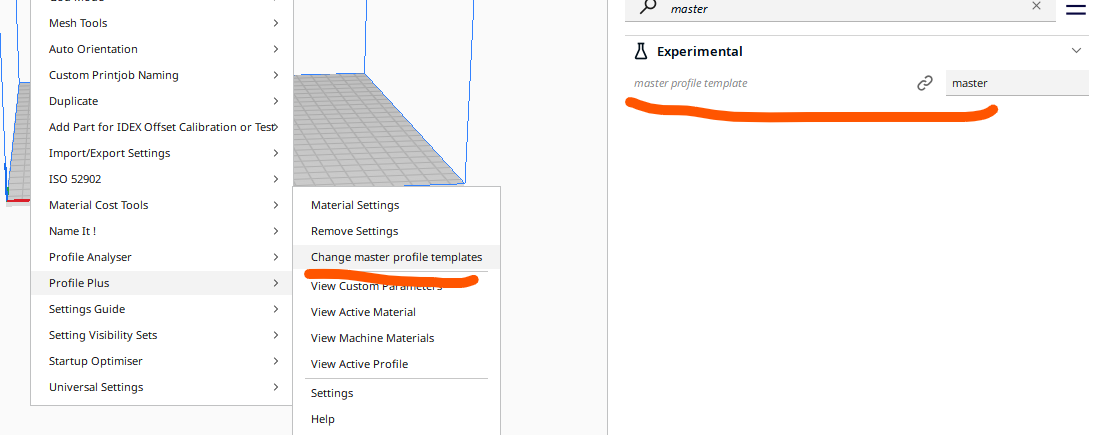 Mesh Tools
Auto Orientation
Custom Printjob Naming
Duplicate
Add Part for IDEX Offset Calibration or Test
Import/Export Settings
ISO 52902
Material Cost Tools
Name It !
Profile Analyser
Profile Plus
Settings Guide
Setting Visibility Sets
Startup Optimiser
Universal Settings
Material Settings
Remove Settings
Change master profile templates
View Custom Parameters
View Active Material
View Machine Materials
View Active Profile
Settings
Help
master
Experimental
master profile template
master